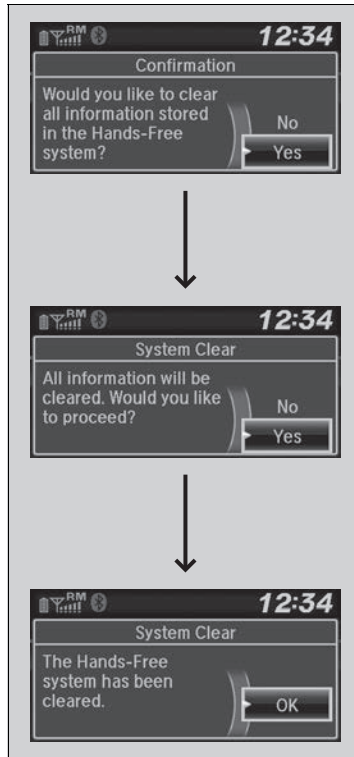 RM 12:34
Confirmation
Would you like to clear
all information stored
in the Hands-Free
system?
No
Yes
RM 12:34
System Clear
All information will be
cleared. Would you like
to proceed?
No
Yes
RM 12:34
System Clear
The Hands-Free
system has been
cleared.
OK